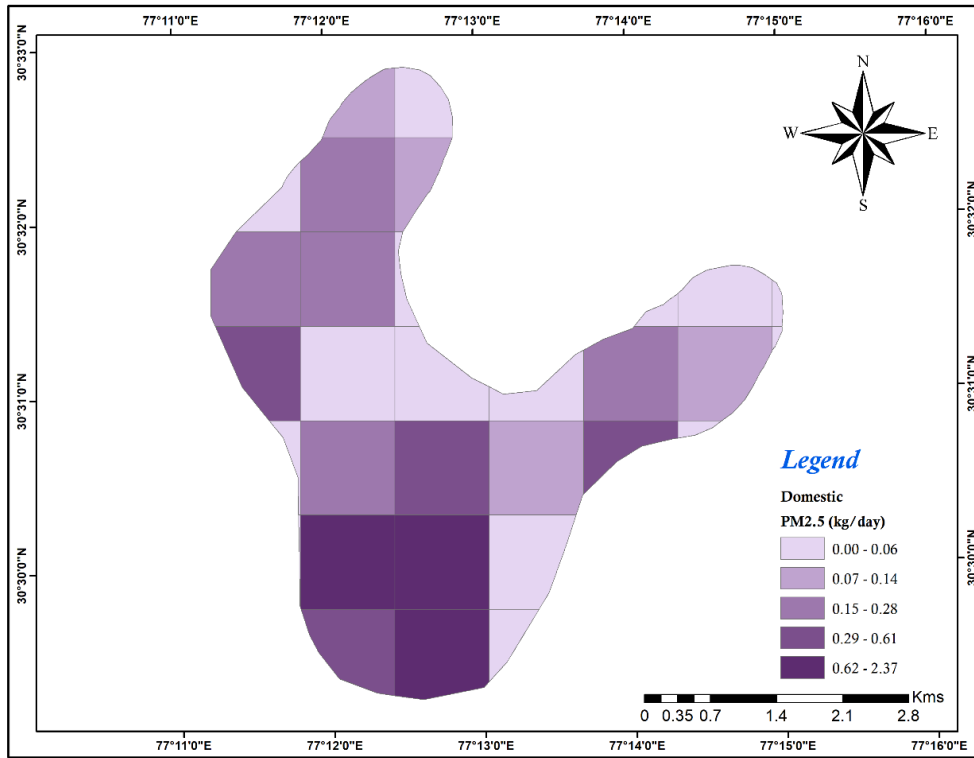 77°11'0"E 77°12'0"E 77°13'0"E 77°14'0"E 77°15'0"E 77°16'0"E
30°33'0"N
30°32'0"N
30°31'0"N
30°30'0"N
N
W E
S
30°32'0"N
30°31'0"N
30°30'0"N
Legend
Domestic
PM2.5 (kg/day)
0.00 - 0.06
0.07 - 0.14
0.15 - 0.28
0.29 - 0.61
0.62 - 2.37
Kms
0 0.35 0.7 1.4 2.1 2.8
77°11'0"E 77°12'0"E 77°13'0"E 77°14'0"E 77°15'0"E 77°16'0"E